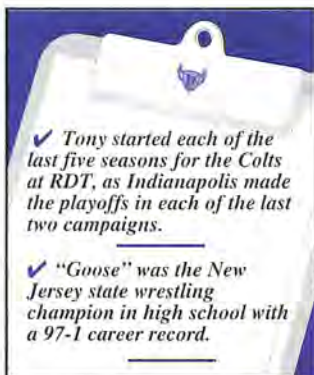 ✔ Tony started each of the
last five seasons for the Colts
at RDT, as Indianapolis made
the playoffs in each of the last
two campaigns.
✔ "Goose" was the New
Jersey state wrestling
champion in high school with
a 97-1 career record.